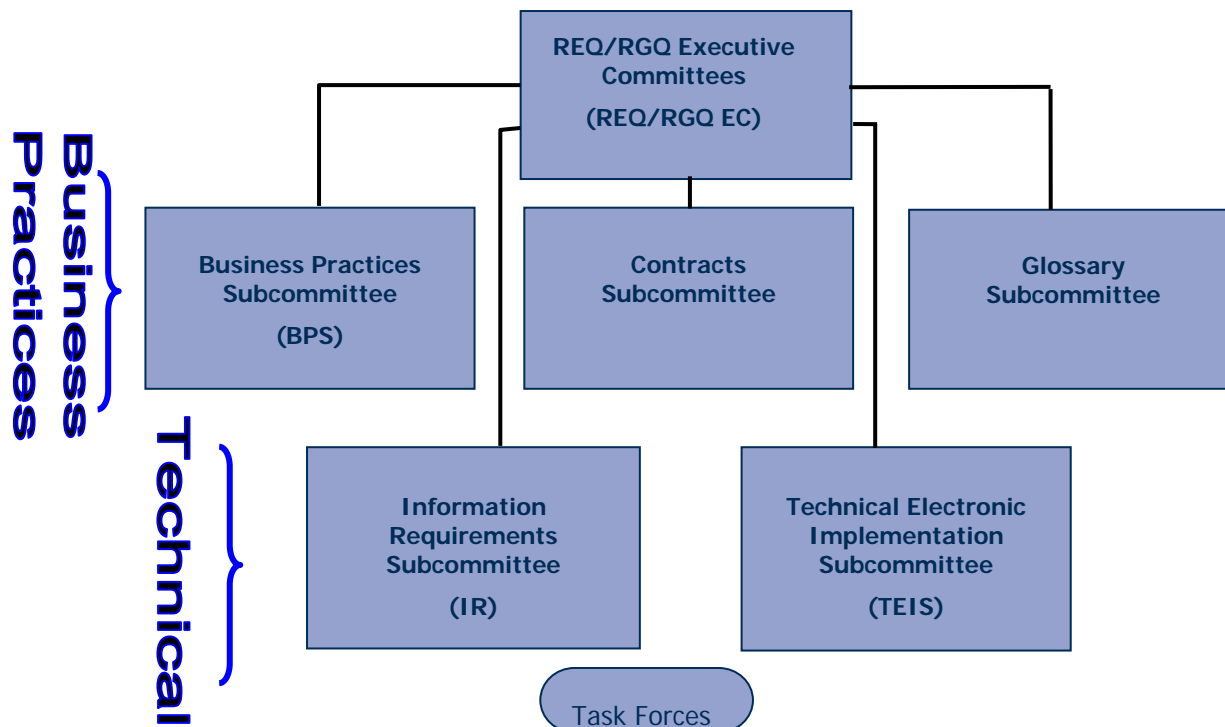 REQ/RGQ Executive
Committees
(REQ/RGQ EC)
Business
Practices
Business Practices
Subcommittee
(BPS)
Contracts
Subcommittee
Glossary
Subcommittee
Technical
Information
Requirements
Subcommittee
(IR)
Technical Electronic
Implementation
Subcommittee
(TEIS)
Task Forces